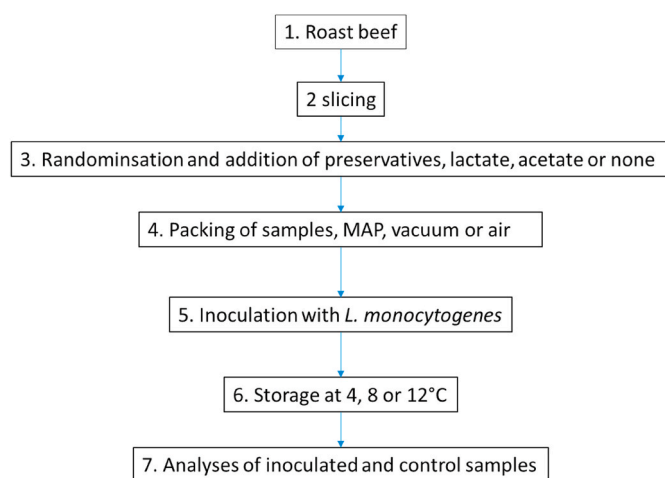 1. Roast beef
2 slicing
3. Randominsation and addition of preservatives, lactate, acetate or none
4. Packing of samples, MAP, vacuum or air
5. Inoculation with L. monocytogenes
6. Storage at 4, 8 or 12°C
7. Analyses of inoculated and control samples